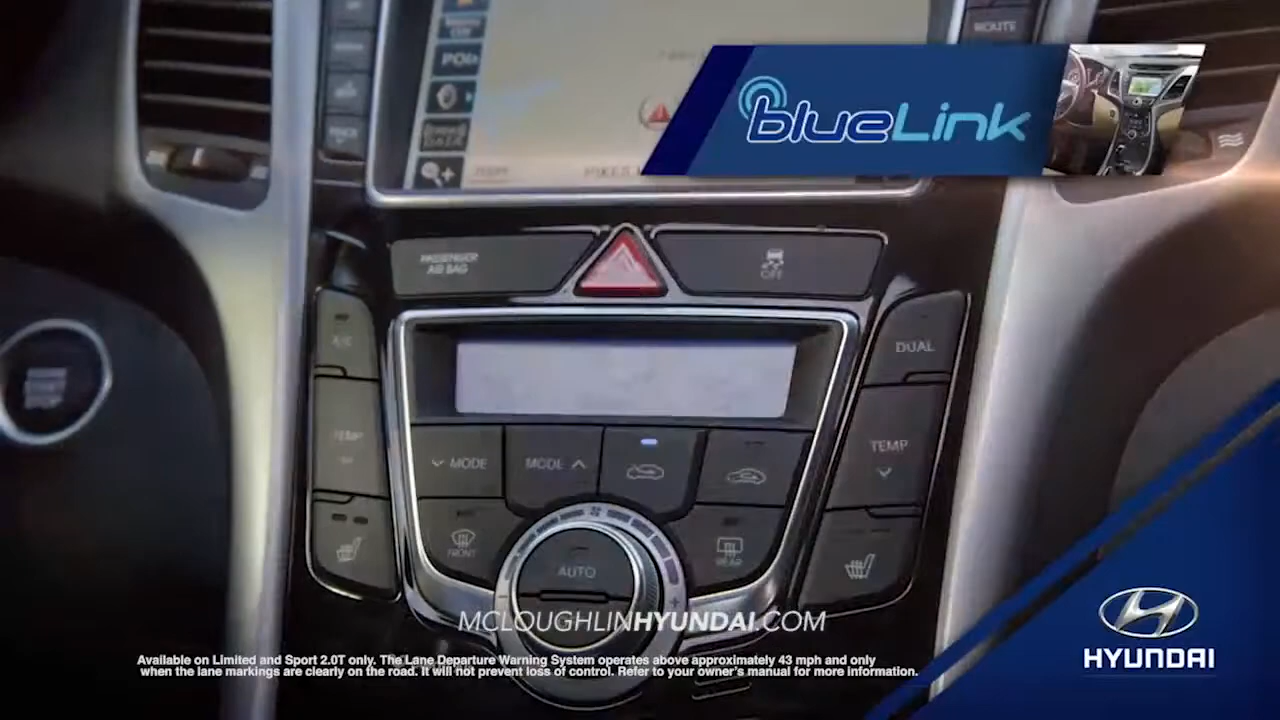 ROUTE
POI
blueLink
PASSENGER
AIR BAG
OFF
A/C
DUAL
START
STOP
TEMP
MODE
MODE
TEMP
FRONT
REAR
AUTO
MCLOUGHLINHYUNDAI.COM
HYUNDAI
Available on Limited and Sport 2.0T only. The Lane Departure Warning System operates above approximately 43 mph and only
when the lane markings are clearly on the road. It will not prevent loss of control. Refer to your owner's manual for more information.